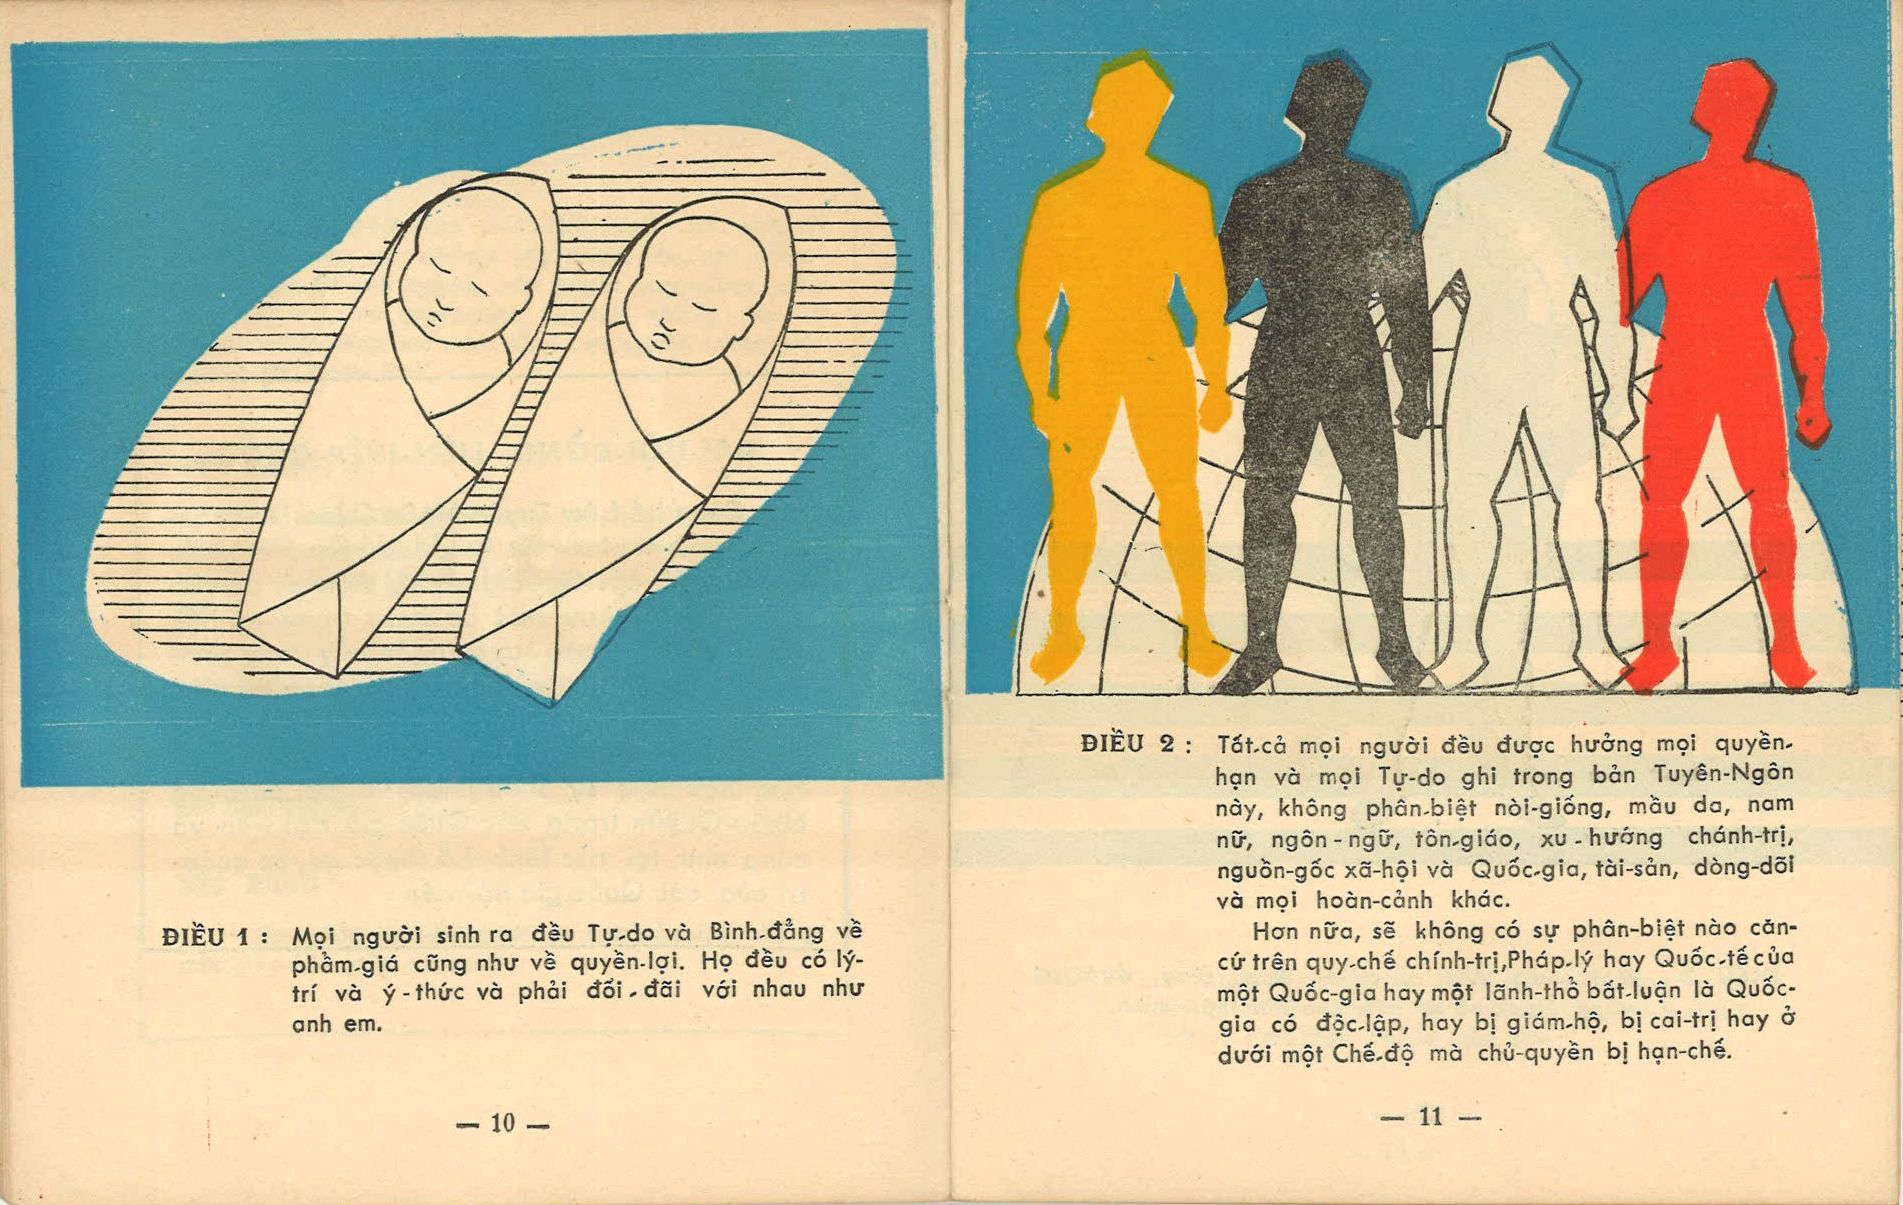 ĐIỀU 1 : Mọi người sinh ra đều Tự-do và Bình-đẳng về
phẩm-giá cũng như về quyền-lợi. Họ đều có lý-
trí và ý-thức và phải đối-đãi với nhau như
anh em.
— 10 —
ĐIỀU 2 : Tất-cả mọi người đều được hưởng mọi quyền-
hạn và mọi Tự-do ghi trong bản Tuyên-Ngôn
này, không phân-biệt nòi-giống, mầu da, nam
nữ, ngôn-ngữ, tôn-giáo, xu-hướng chánh-trị,
nguồn-gốc xã-hội và Quốc-gia, tài-sản, dòng-dõi
và mọi hoàn-cảnh khác.
Hơn nữa, sẽ không có sự phân-biệt nào căn-
cứ trên quy-chế chính-trị,Pháp-lý hay Quốc-tế của
một Quốc-gia hay một lãnh-thổ bất-luận là Quốc-
gia có độc-lập, hay bị giám-hộ, bị cai-trị hay ở
dưới một Chế-độ mà chủ-quyền bị hạn-chế.
— 11 —